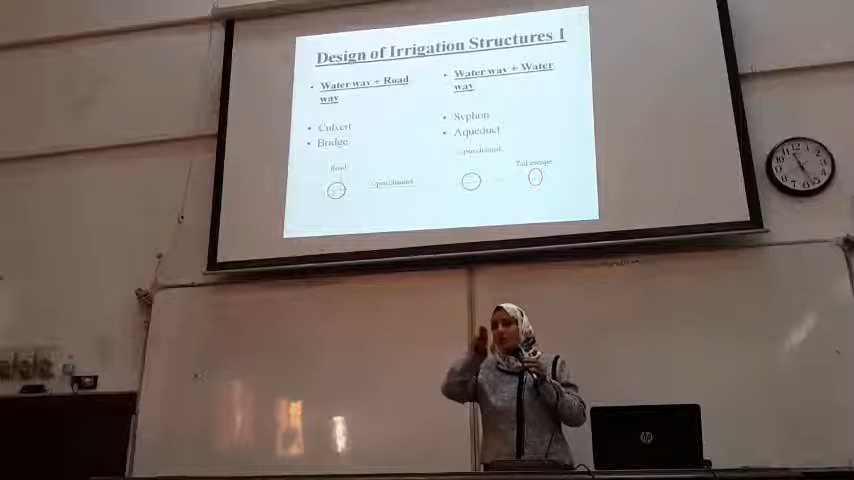 Design of Irrigation Structures 1
• Water way + Road
way
• Culvert
• Bridge
• Water way + Water
way
• Syphon
• Aqueduct
Road
Tail escape
hp